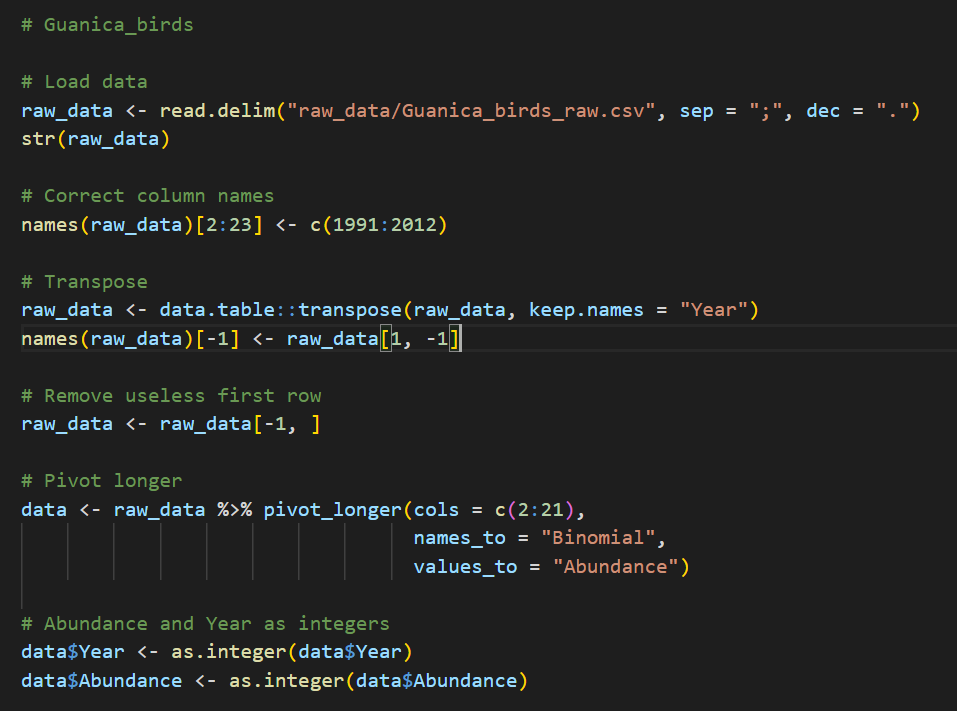 # Guanica_birds
# Load data
raw_data <- read.delim("raw_data/Guanica_birds_raw.csv", sep = ";", dec = ".")
str(raw_data)
# Correct column names
names(raw_data)[2:23] <- c(1991:2012)
# Transpose
raw_data <- data.table::transpose(raw_data, keep.names = "Year")
names(raw_data)[-1] <- raw_data[1, -1]
# Remove useless first row
raw_data <- raw_data[-1, ]
# Pivot longer
data <- raw_data %>% pivot_longer(cols = c(2:21),
names_to = "Binomial",
values_to = "Abundance")
# Abundance and Year as integers
data$Year <- as.integer(data$Year)
data$Abundance <- as.integer(data$Abundance)